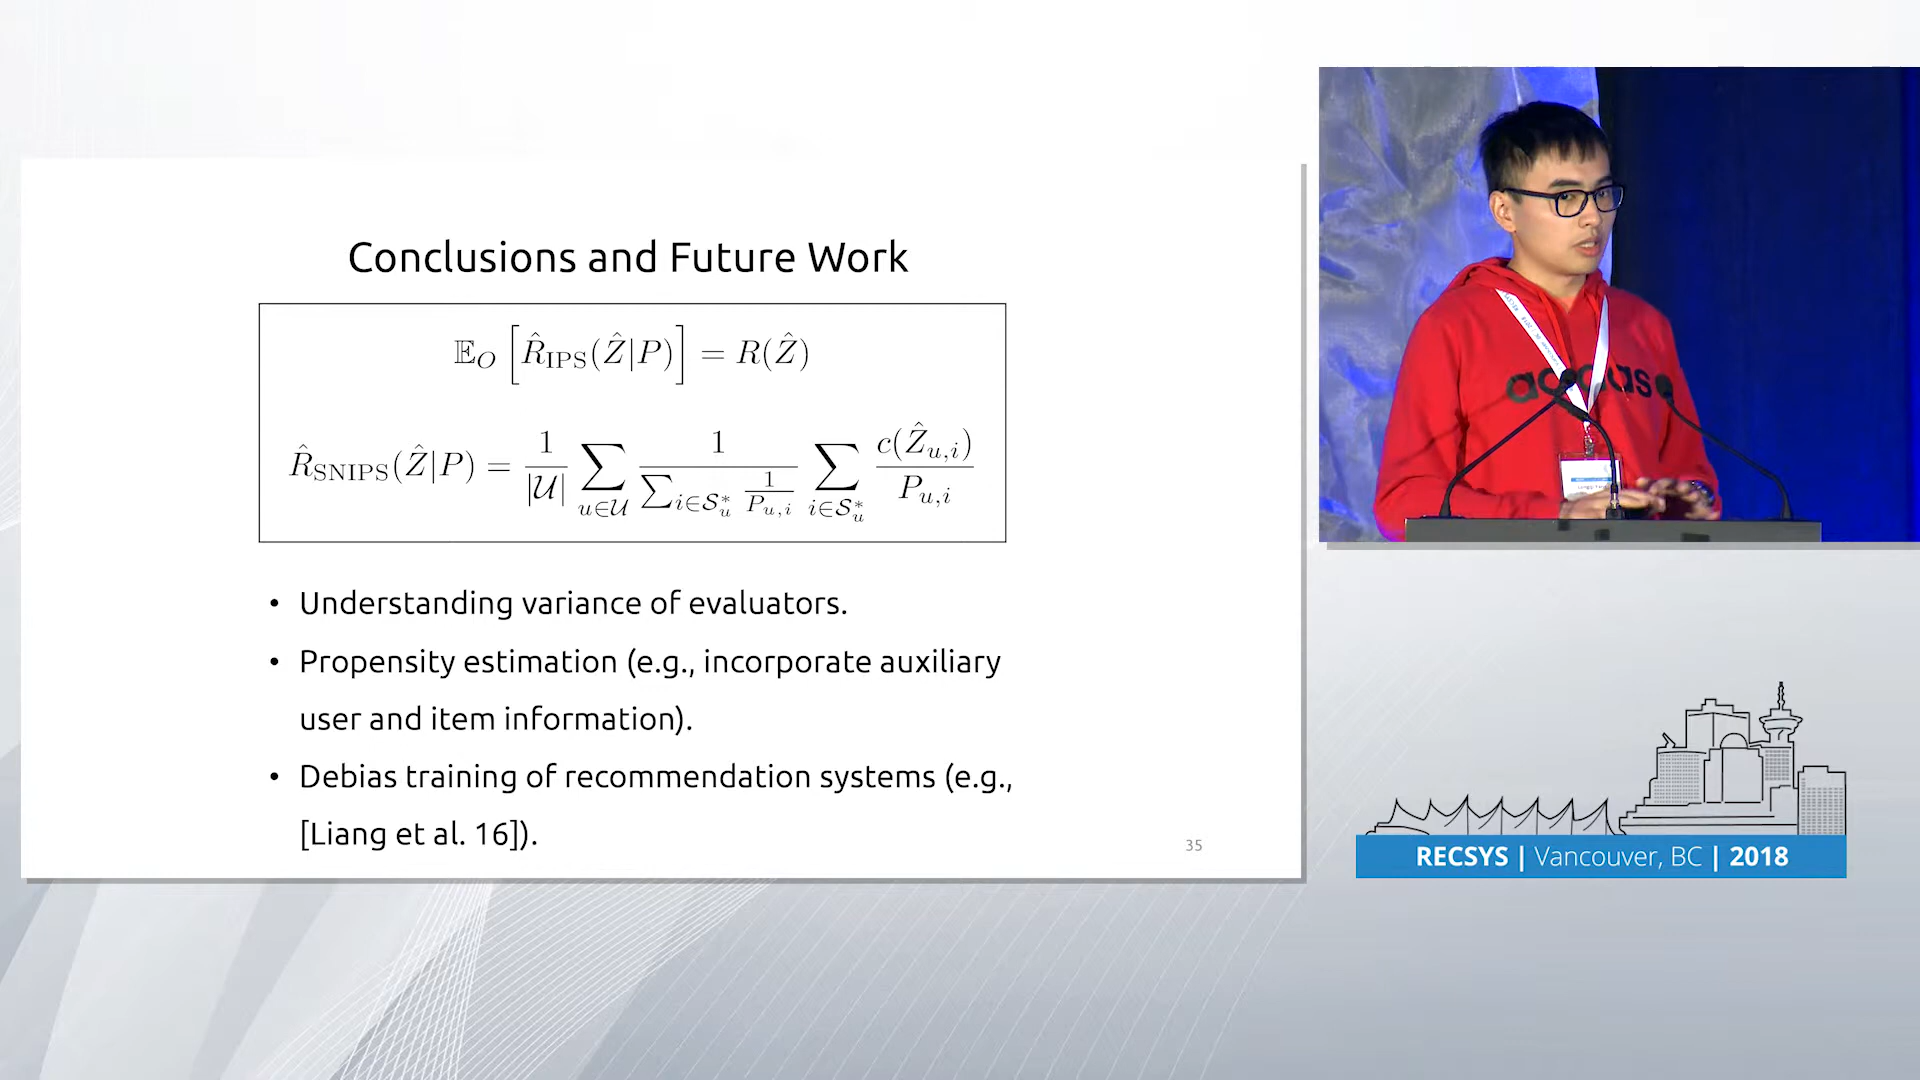 Conclusions and Future Work
𝔼_O [R̂_IPS(Ẑ|P)] = R(Ẑ)
R̂_SNIPS(Ẑ|P) = 1/|𝒰| ∑_{u∈𝒰} 1/(∑_{i∈𝒮*_u} 1/P_{u,i}) ∑_{i∈𝒮*_u} c(Ẑ_{u,i})/P_{u,i}
• Understanding variance of evaluators.
• Propensity estimation (e.g., incorporate auxiliary
user and item information).
• Debias training of recommendation systems (e.g.,
[Liang et al. 16]).
35
adidas
RECSYS | Vancouver, BC | 2018